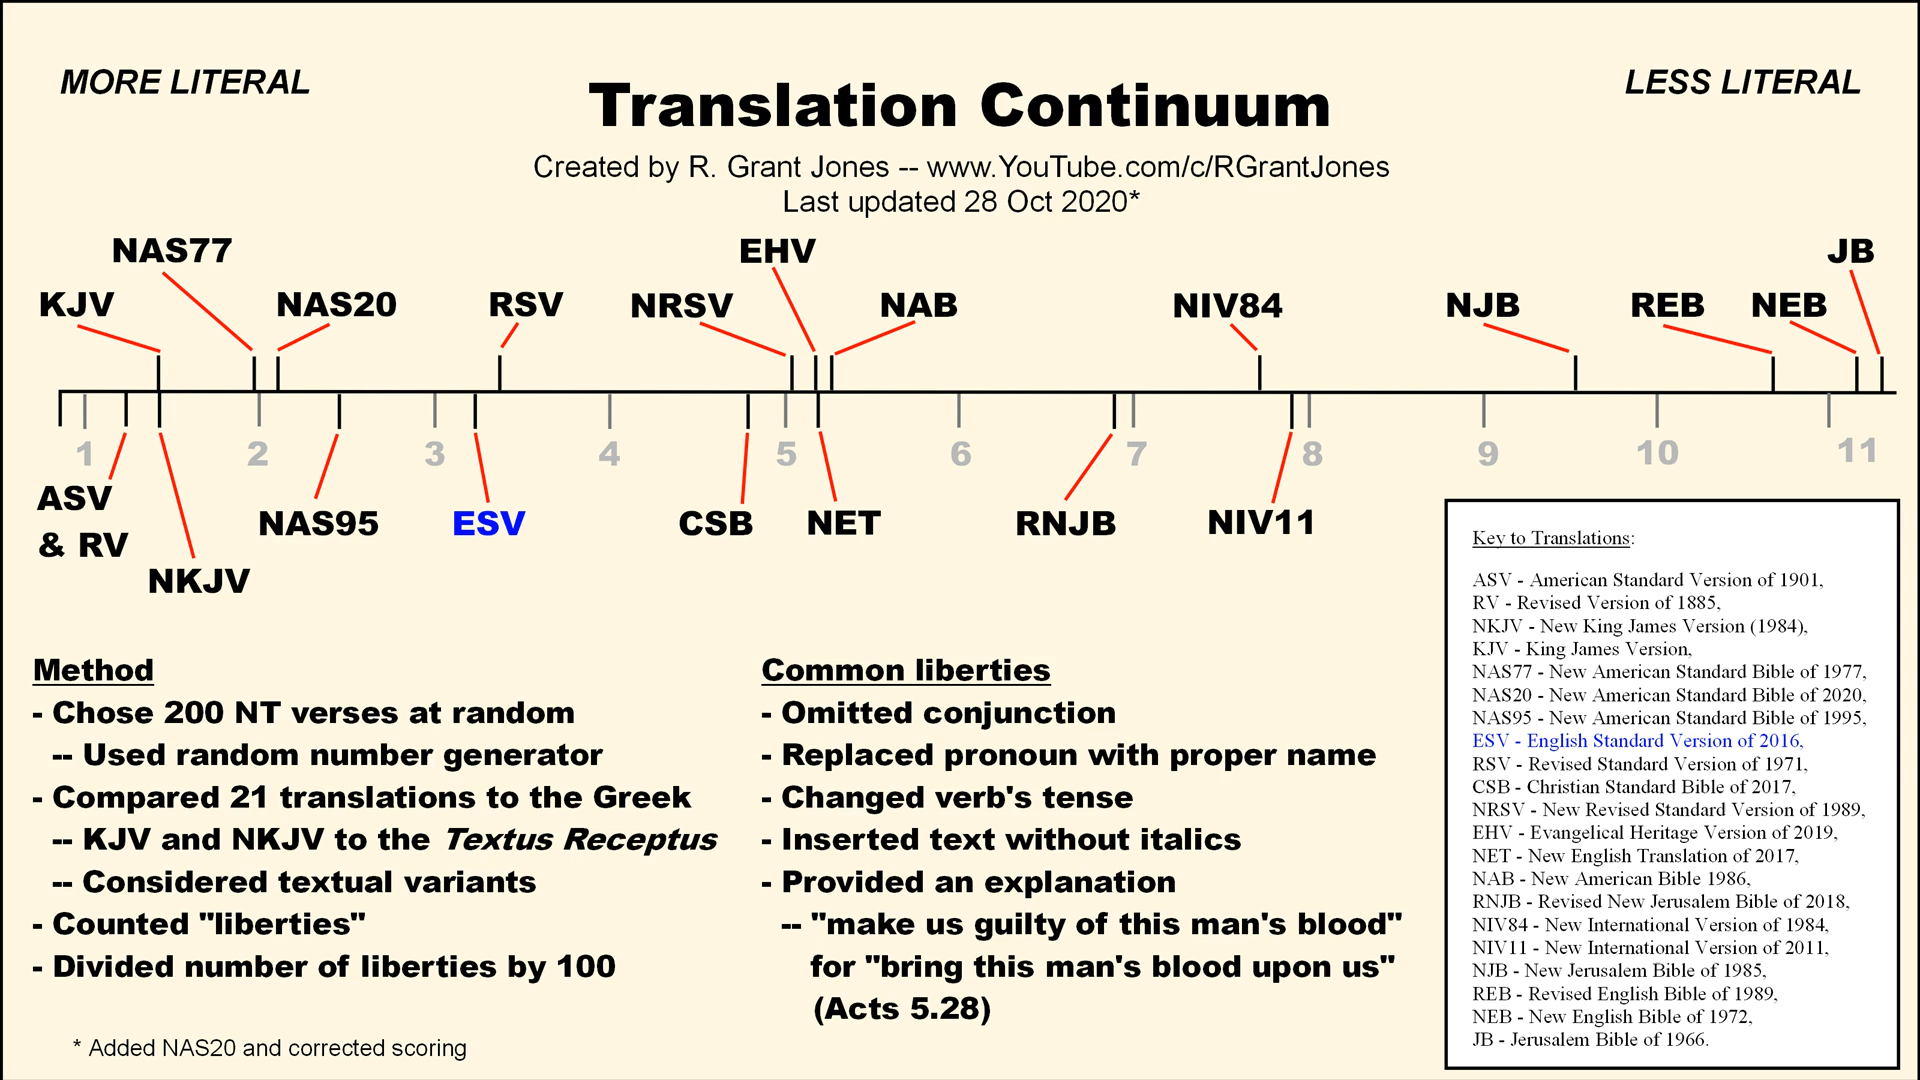 MORE LITERAL
LESS LITERAL
Translation Continuum
Created by R. Grant Jones -- www.YouTube.com/c/RGrantJones
Last updated 28 Oct 2020*
NAS77
EHV
JB
KJV
NAS20
RSV
NRSV
NAB
NIV84
NJB
REB
NEB
1
2
3
4
5
6
7
8
9
10
11
ASV
& RV
NKJV
NAS95
ESV
CSB
NET
RNJB
NIV11
Method
- Chose 200 NT verses at random
-- Used random number generator
- Compared 21 translations to the Greek
-- KJV and NKJV to the Textus Receptus
-- Considered textual variants
- Counted "liberties"
- Divided number of liberties by 100
* Added NAS20 and corrected scoring
Common liberties
- Omitted conjunction
- Replaced pronoun with proper name
- Changed verb's tense
- Inserted text without italics
- Provided an explanation
-- "make us guilty of this man's blood"
for "bring this man's blood upon us"
(Acts 5.28)
Key to Translations:
ASV - American Standard Version of 1901,
RV - Revised Version of 1885,
NKJV - New King James Version (1984),
KJV - King James Version,
NAS77 - New American Standard Bible of 1977,
NAS20 - New American Standard Bible of 2020,
NAS95 - New American Standard Bible of 1995,
ESV - English Standard Version of 2016,
RSV - Revised Standard Version of 1971,
CSB - Christian Standard Bible of 2017,
NRSV - New Revised Standard Version of 1989,
EHV - Evangelical Heritage Version of 2019,
NET - New English Translation of 2017,
NAB - New American Bible 1986,
RNJB - Revised New Jerusalem Bible of 2018,
NIV84 - New International Version of 1984,
NIV11 - New International Version of 2011,
NJB - New Jerusalem Bible of 1985,
REB - Revised English Bible of 1989,
NEB - New English Bible of 1972,
JB - Jerusalem Bible of 1966.